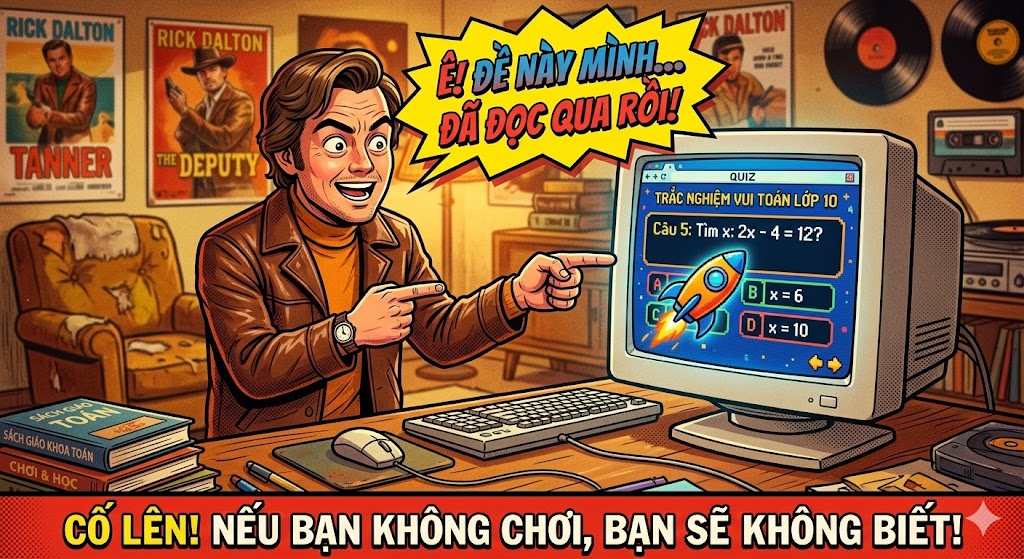 RICK DALTON
TANNER
RICK DALTON
THE DEPUTY
Ê! ĐỀ NÀY MÌNH...
ĐÃ ĐỌC QUA RỒI!
RICK DALTON
QUIZ
TRẮC NGHIỆM VUI TOÁN LỚP 10
Câu 5: Tìm x: 2x - 4 = 12?
A
B x = 6
C
D x = 10
SÁCH GIÁO
TOÁN
SÁCH GIÁO KHOA TOÁN
CHƠI & HỌC
CỐ LÊN! NẾU BẠN KHÔNG CHƠI, BẠN SẼ KHÔNG BIẾT!